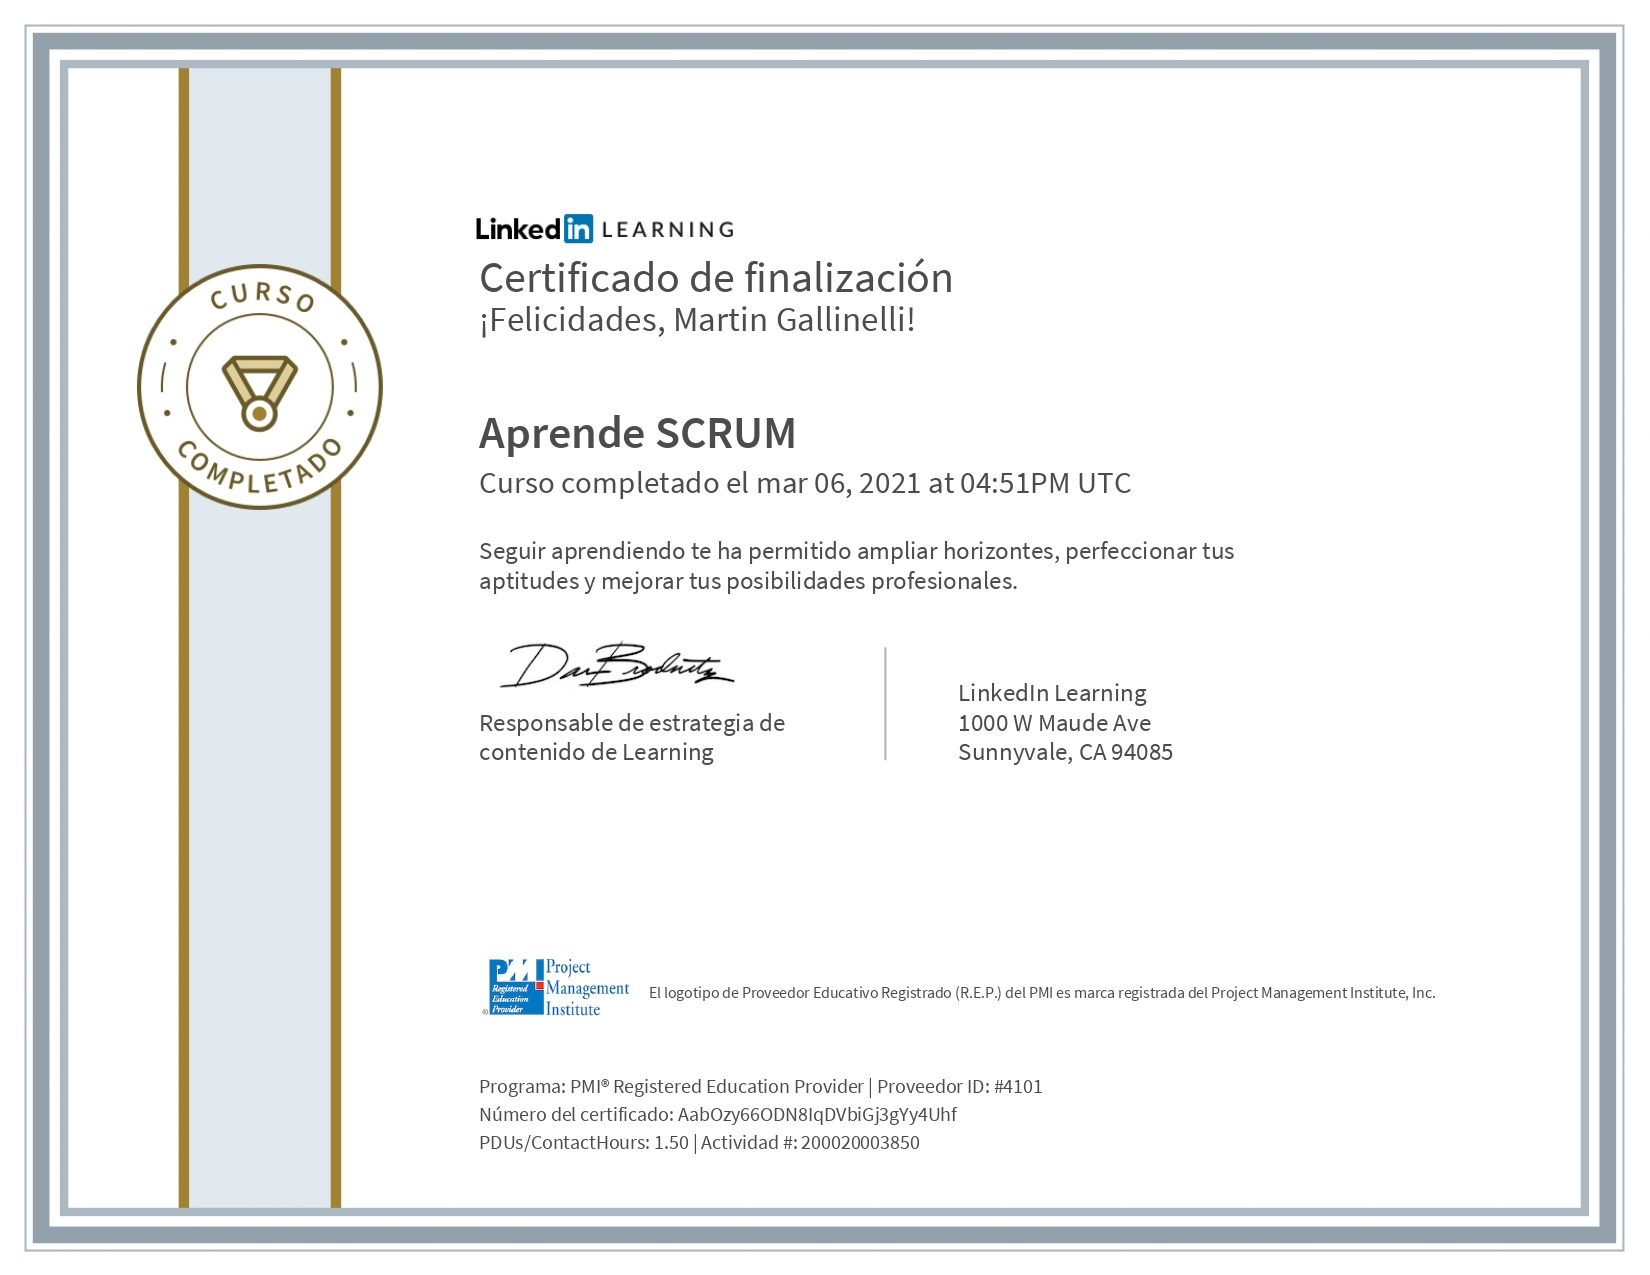 CURSO
COMPLETADO
Linkedin LEARNING
Certificado de finalización
¡Felicidades, Martin Gallinelli!
Aprende SCRUM
Curso completado el mar 06, 2021 at 04:51PM UTC
Seguir aprendiendo te ha permitido ampliar horizontes, perfeccionar tus
aptitudes y mejorar tus posibilidades profesionales.
Responsable de estrategia de
contenido de Learning
LinkedIn Learning
1000 W Maude Ave
Sunnyvale, CA 94085
PMI Project
Management
Institute
Registered
Education
® Provider
El logotipo de Proveedor Educativo Registrado (R.E.P.) del PMI es marca registrada del Project Management Institute, Inc.
Programa: PMI® Registered Education Provider | Proveedor ID: #4101
Número del certificado: AabOzy66ODN8IqDVbiGj3gYy4Uhf
PDUs/ContactHours: 1.50 | Actividad #: 200020003850